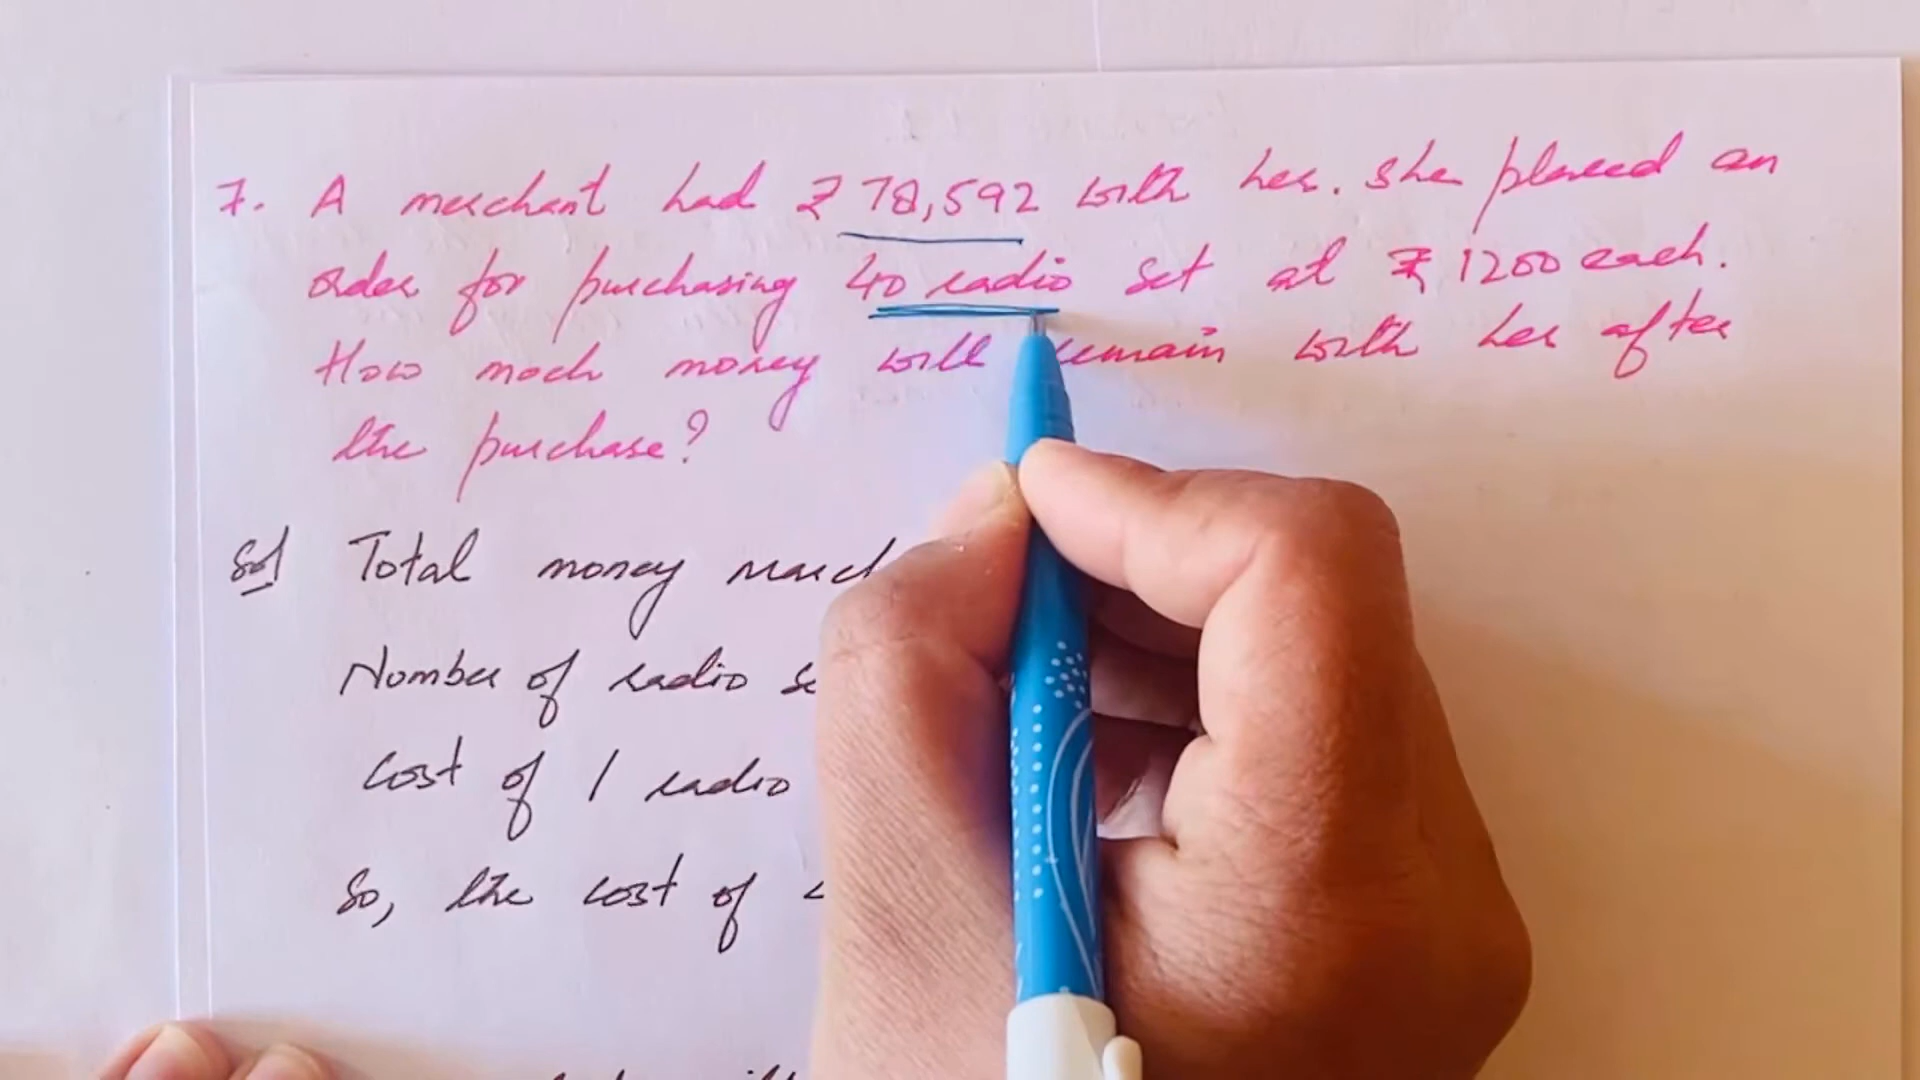 7. A merchant had ₹ 78,592 with her. She placed an
order for purchasing 40 radio set at ₹ 1200 each.
How much money will remain with her after
the purchase?
Sol Total money
Number of radio
Cost of 1 radio
So, the cost of